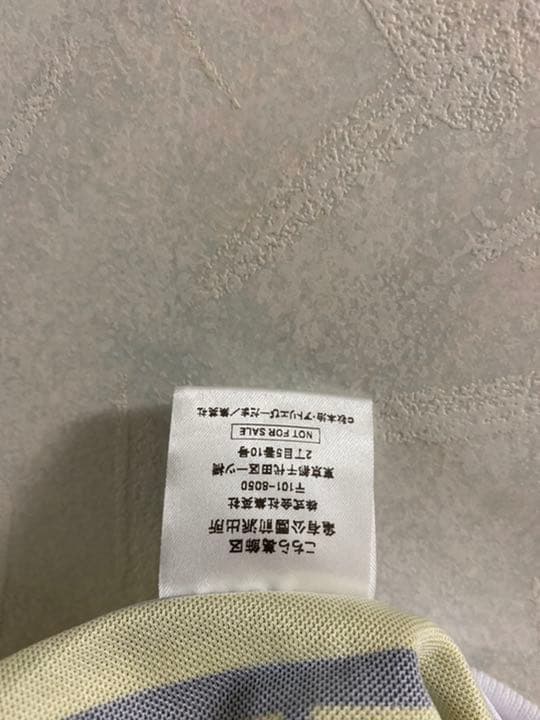 こちら葛飾区
亀有公園前派出所
株式会社集英社
〒101-8050
東京都千代田区一ツ橋
2丁目5番10号
NOT FOR SALE
©秋本治・アトリエびーだま/集英社